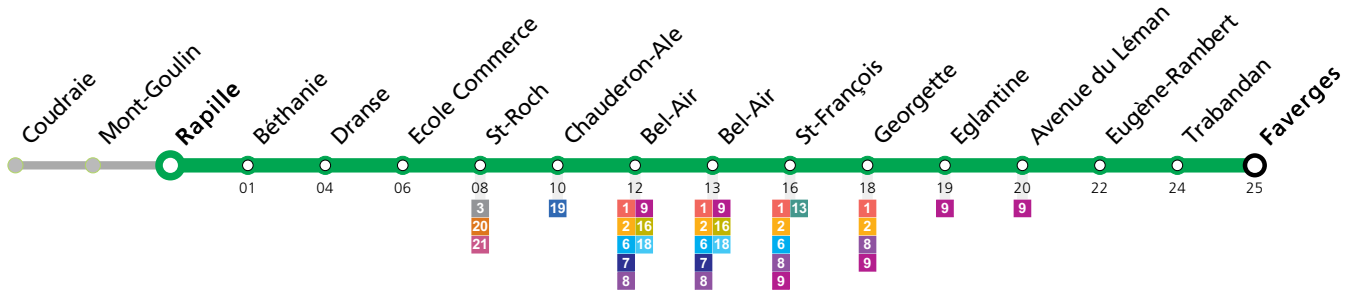 Coudraie
Mont-Goulin
Rapille
Béthanie
Dranse
Ecole Commerce
St-Roch
Chauderon-Ale
Bel-Air
Bel-Air
St-François
Georgette
Eglantine
Avenue du Léman
Eugène-Rambert
Trabandan
Faverges
01 04 06 08 10 12 13 16 18 19 20 22 24 25
3 19 1 9 1 9 1 13 1 9 9
20 2 16 2 16 2 2
21 6 18 6 18 6 8
7 7 8 9
8 8 9